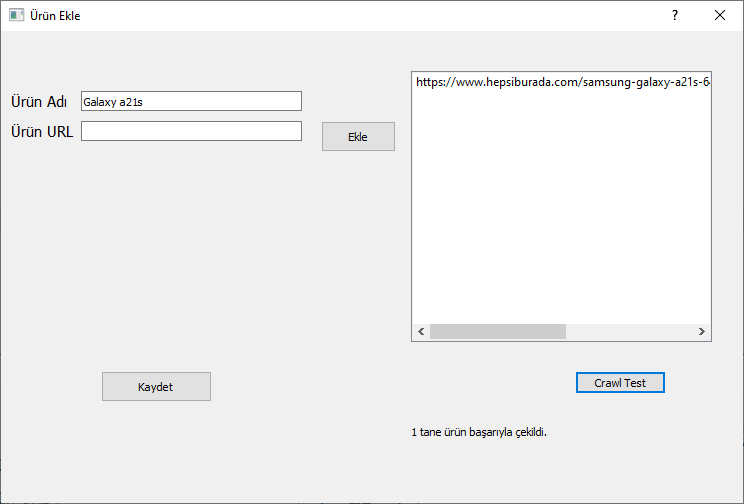 Ürün Ekle
?
Ürün Adı
Galaxy a21s
Ürün URL
Ekle
https://www.hepsiburada.com/samsung-galaxy-a21s-6
Kaydet
Crawl Test
1 tane ürün başarıyla çekildi.